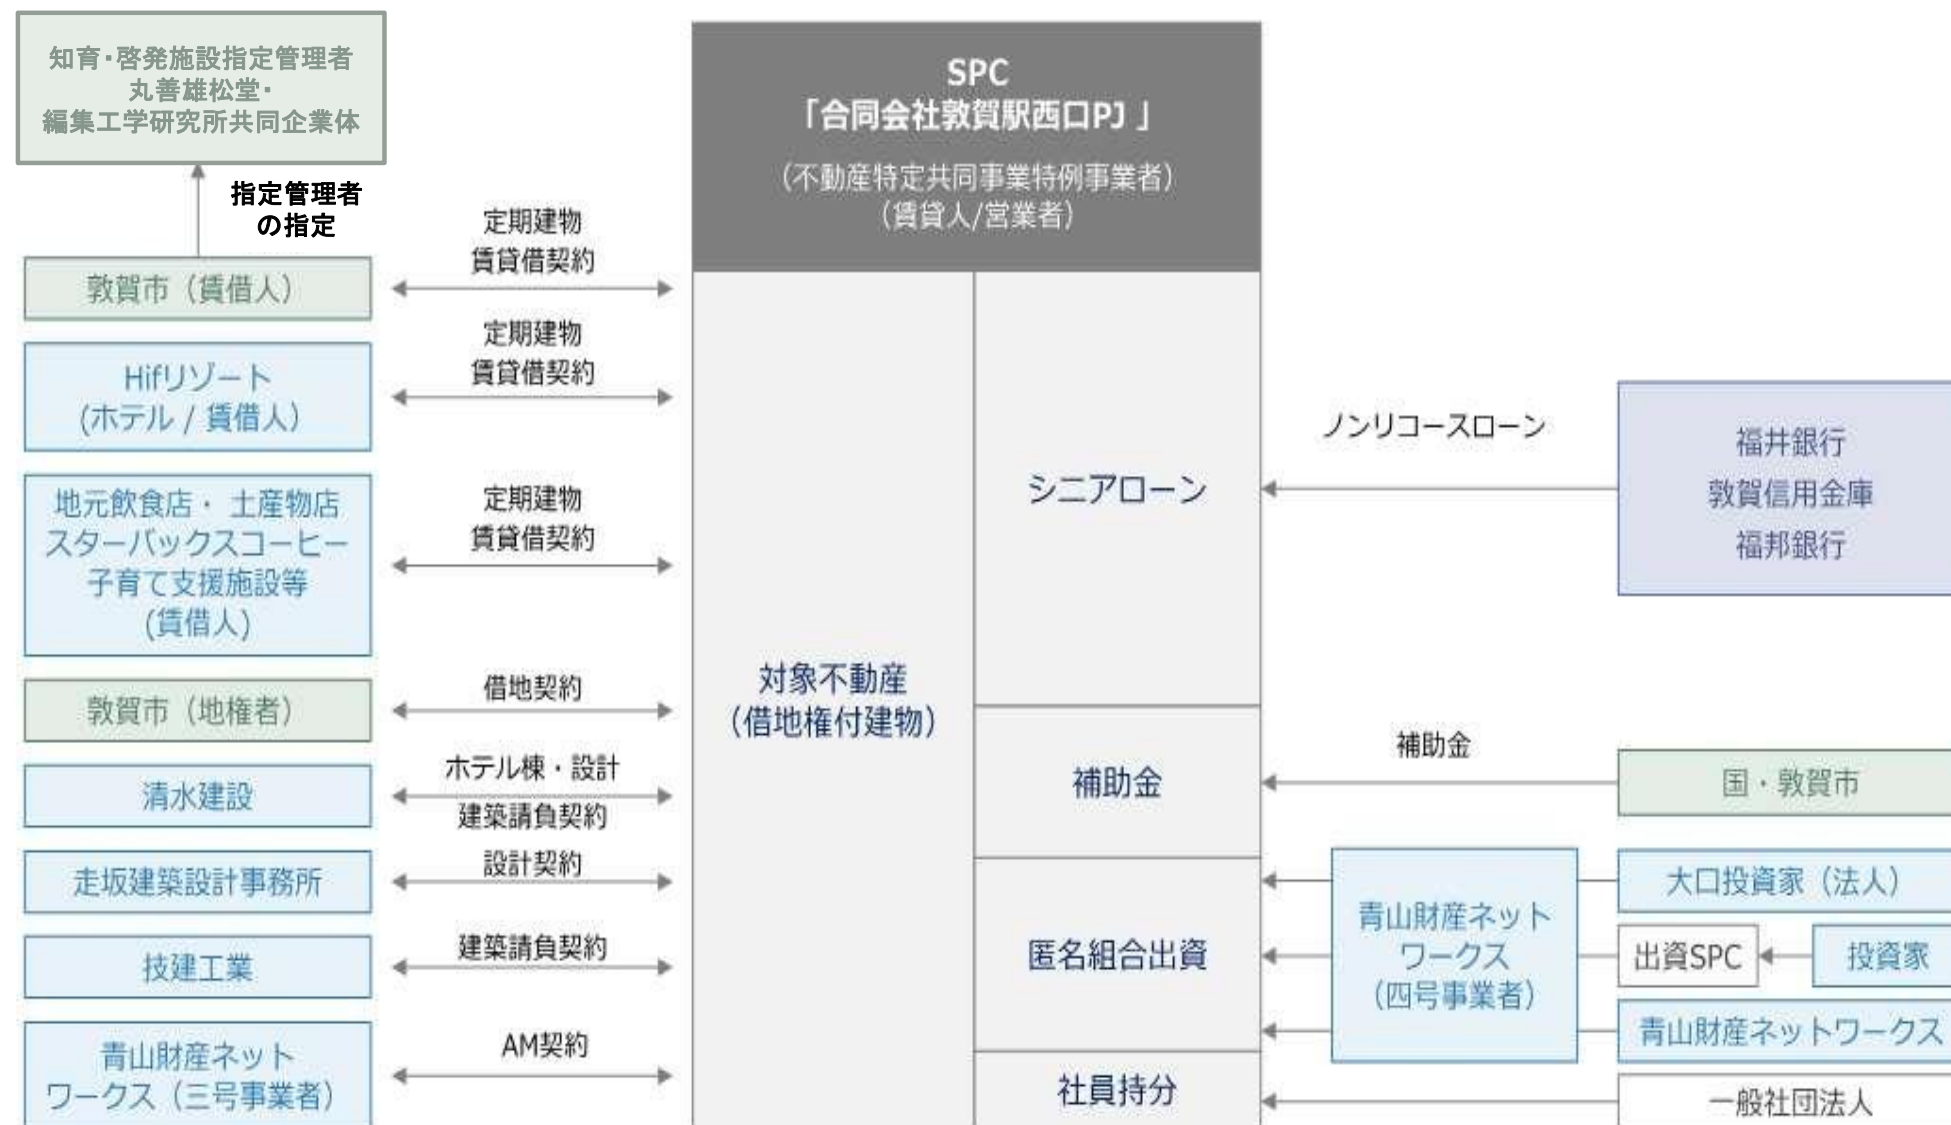 知育・啓発施設指定管理者
丸善雄松堂・
編集工学研究所共同企業体
指定管理者
の指定
敦賀市（賃借人）
Hifリゾート
(ホテル / 賃借人）
地元飲食店・ 土産物店
スターバックスコーヒー
子育て支援施設等
(賃借人)
敦賀市（地権者）
清水建設
走坂建築設計事務所
技建工業
青山財産ネット
ワークス（三号事業者）
定期建物
賃貸借契約
定期建物
賃貸借契約
定期建物
賃貸借契約
借地契約
ホテル棟・設計
建築請負契約
設計契約
建築請負契約
AM契約
SPC
「合同会社敦賀駅西口PJ 」
（不動産特定共同事業特例事業者）
（賃貸人/営業者）
対象不動産
（借地権付建物）
シニアローン
補助金
匿名組合出資
社員持分
ノンリコースローン
福井銀行
敦賀信用金庫
福邦銀行
補助金
国・敦賀市
青山財産ネット
ワークス
（四号事業者）
大口投資家（法人）
出資SPC
投資家
青山財産ネットワークス
一般社団法人